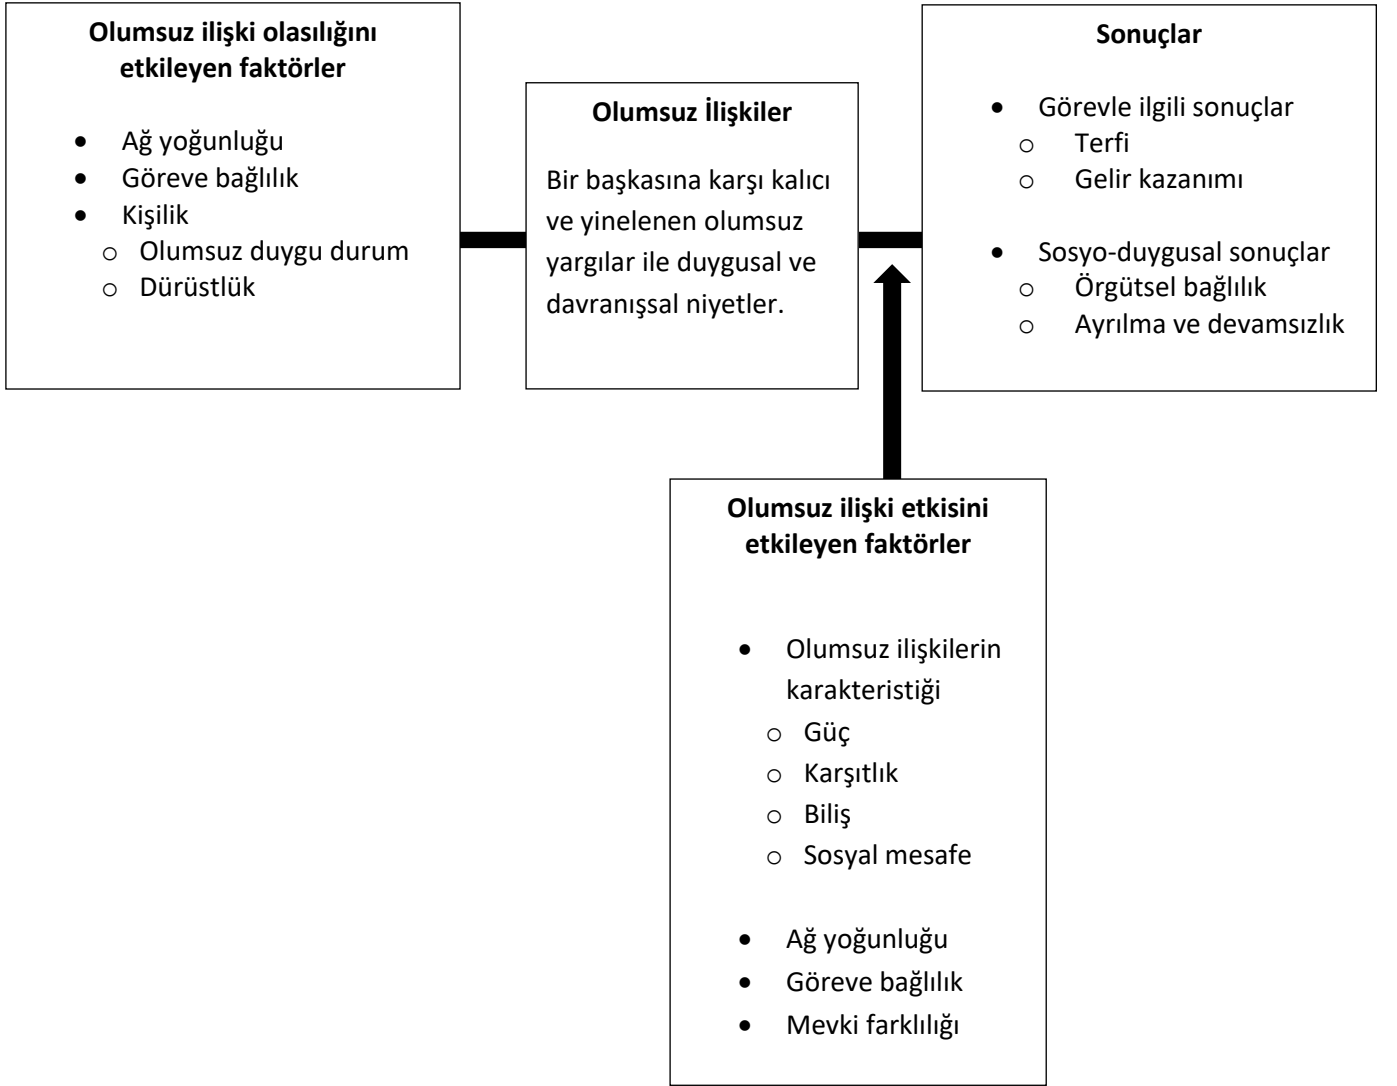 Olumsuz ilişki olasılığını
etkileyen faktörler
• Ağ yoğunluğu
• Göreve bağlılık
• Kişilik
o Olumsuz duygu durum
o Dürüstlük
Olumsuz İlişkiler
Bir başkasına karşı kalıcı
ve yinelenen olumsuz
yargılar ile duygusal ve
davranışsal niyetler.
Sonuçlar
• Görevle ilgili sonuçlar
o Terfi
o Gelir kazanımı
• Sosyo-duygusal sonuçlar
o Örgütsel bağlılık
o Ayrılma ve devamsızlık
Olumsuz ilişki etkisini
etkileyen faktörler
• Olumsuz ilişkilerin
karakteristiği
o Güç
o Karşıtlık
o Biliş
o Sosyal mesafe
• Ağ yoğunluğu
• Göreve bağlılık
• Mevki farklılığı